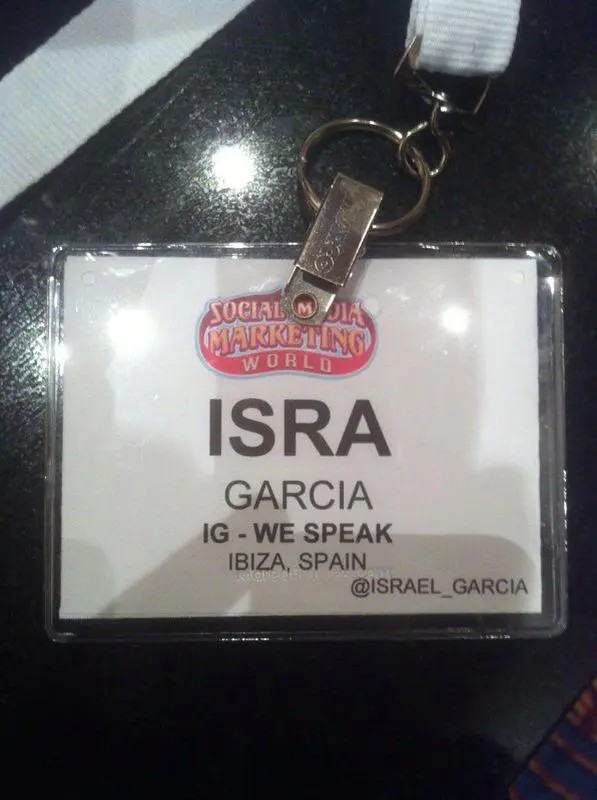 SOCIAL MEDIA
MARKETING
WORLD
ISRA
GARCIA
IG - WE SPEAK
IBIZA, SPAIN
@ISRAEL_GARCIA